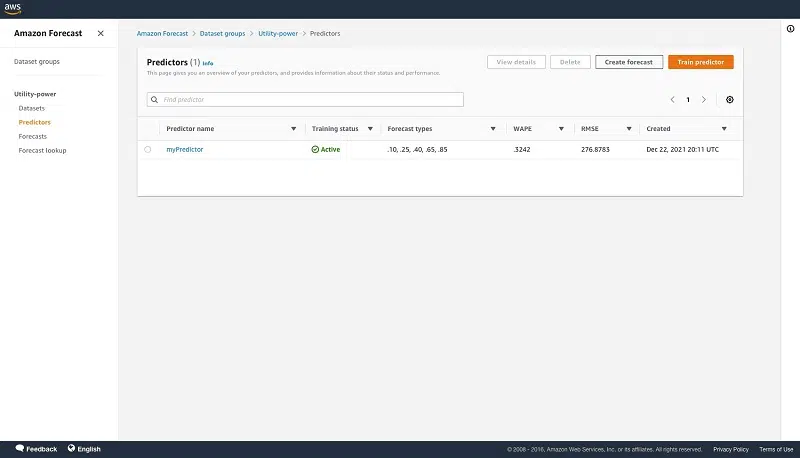 aws
Amazon Forecast
Dataset groups
Utility-power
Datasets
Predictors
Forecasts
Forecast lookup
Amazon Forecast > Dataset groups > Utility-power > Predictors
Predictors (1) Info
This page gives you an overview of your predictors, and provides information about their status and performance.
View details Delete Create forecast Train predictor
Find predictor
1
Predictor name Training status Forecast types WAPE RMSE Created
myPredictor Active .10, .25, .40, .65, .85 .3242 276.8783 Dec 22, 2021 20:11 UTC
Feedback English © 2008 - 2016, Amazon Web Services, Inc. or its affiliates. All rights reserved. Privacy Policy Terms of Use